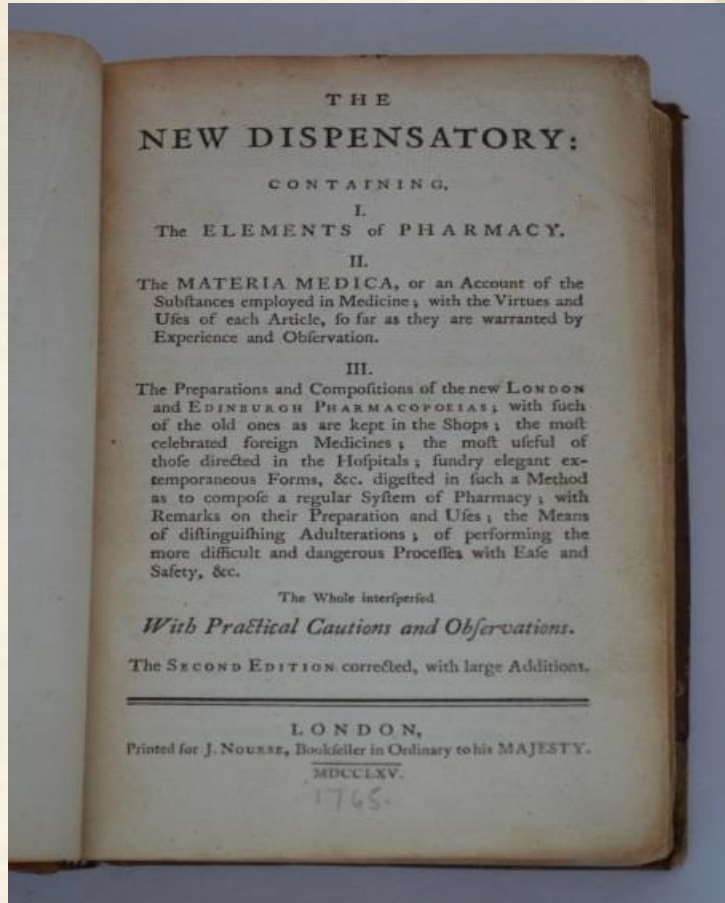 THE
NEW DISPENSATORY:
CONTAINING,
I.
The ELEMENTS of PHARMACY.
II.
The MATERIA MEDICA, or an Account of the
Subſtances employed in Medicine; with the Virtues and
Uſes of each Article, ſo far as they are warranted by
Experience and Obſervation.
III.
The Preparations and Compoſitions of the new LONDON
and EDINBURGH PHARMACOPOEIAS; with ſuch
of the old ones as are kept in the Shops; the moſt
celebrated foreign Medicines; the moſt uſeful of
thoſe directed in the Hoſpitals; ſundry elegant ex-
temporaneous Forms, &c. digeſted in ſuch a Method
as to compoſe a regular Syſtem of Pharmacy; with
Remarks on their Preparation and Uſes; the Means
of diſtinguiſhing Adulterations; of performing the
more difficult and dangerous Proceſſes with Eaſe and
Safety, &c.
The Whole interſperſed
With Practical Cautions and Obſervations.
The SECOND EDITION corrected, with large Additions.
LONDON,
Printed for J. NOURSE, Bookſeller in Ordinary to his MAJESTY.
MDCCLXV.
1765.